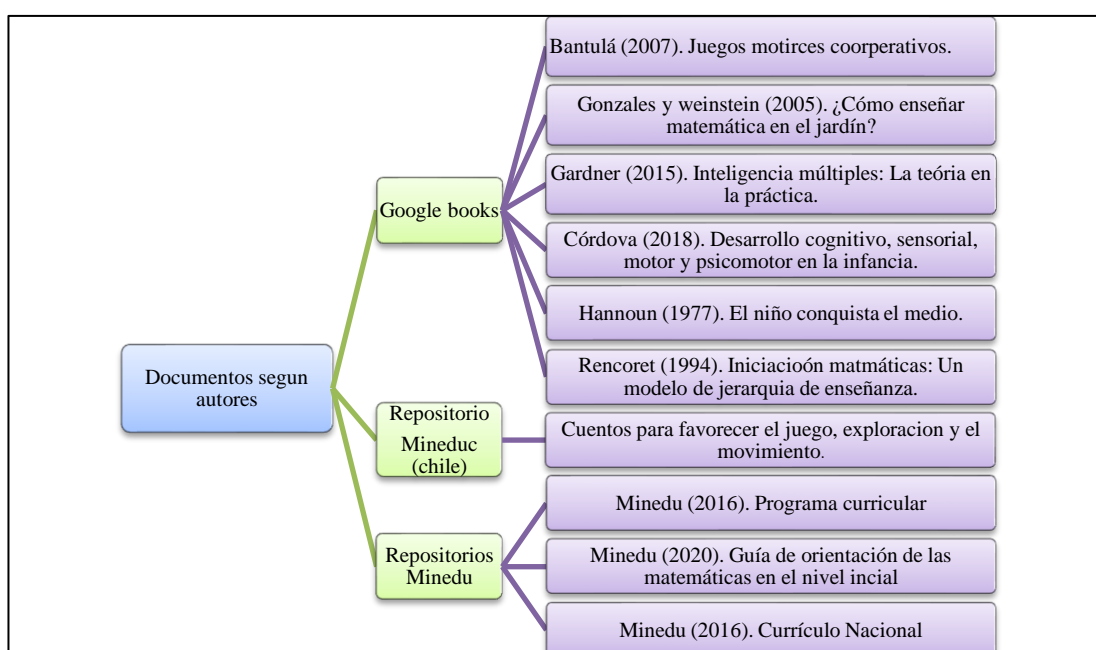 Documentos segun
autores
Google books
Bantulá (2007). Juegos motirces coorperativos.
Gonzales y weinstein (2005). ¿Cómo enseñar
matemática en el jardín?
Gardner (2015). Inteligencia múltiples: La teória en
la práctica.
Córdova (2018). Desarrollo cognitivo, sensorial,
motor y psicomotor en la infancia.
Hannoun (1977). El niño conquista el medio.
Rencoret (1994). Iniciacioón matmáticas: Un
modelo de jerarquia de enseñanza.
Repositorio
Mineduc
(chile)
Cuentos para favorecer el juego, exploracion y el
movimiento.
Repositorios
Minedu
Minedu (2016). Programa curricular
Minedu (2020). Guía de orientación de las
matemáticas en el nivel incial
Minedu (2016). Currículo Nacional